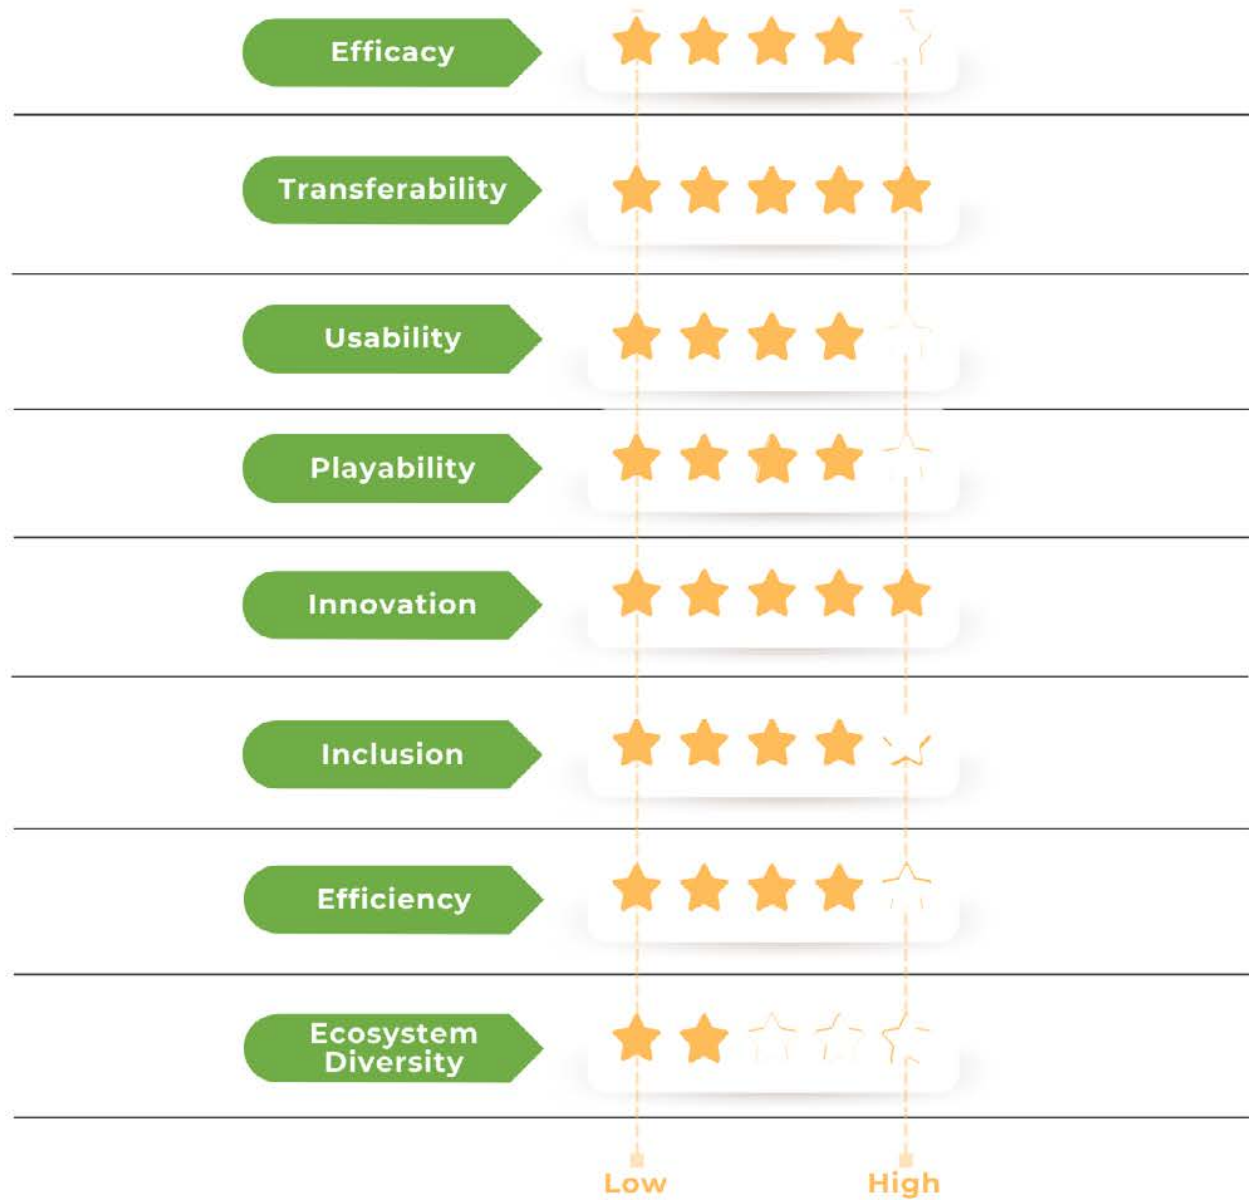 Efficacy
Transferability
Usability
Playability
Innovation
Inclusion
Efficiency
Ecosystem
Diversity
Low
High